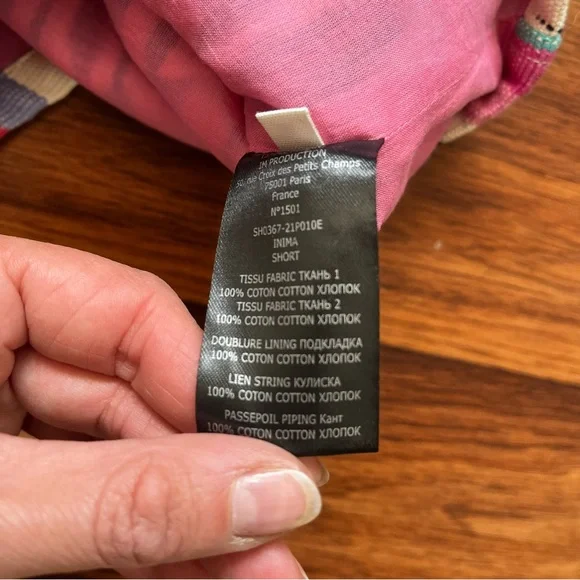 IM PRODUCTION
50 rue Croix des Petits Champs
75001 Paris
France
N°1501
SH0367-21P010E
INIMA
SHORT
TISSU FABRIC ТКАНЬ 1
100% COTON COTTON ХЛОПОК
TISSU FABRIC ТКАНЬ 2
100% COTON COTTON ХЛОПОК
DOUBLURE LINING ПОДКЛАДКА
100% COTON COTTON ХЛОПОК
LIEN STRING КУЛИСКА
100% COTON COTTON ХЛОПОК
PASSEPOIL PIPING Кант
100% COTON COTTON ХЛОПОК